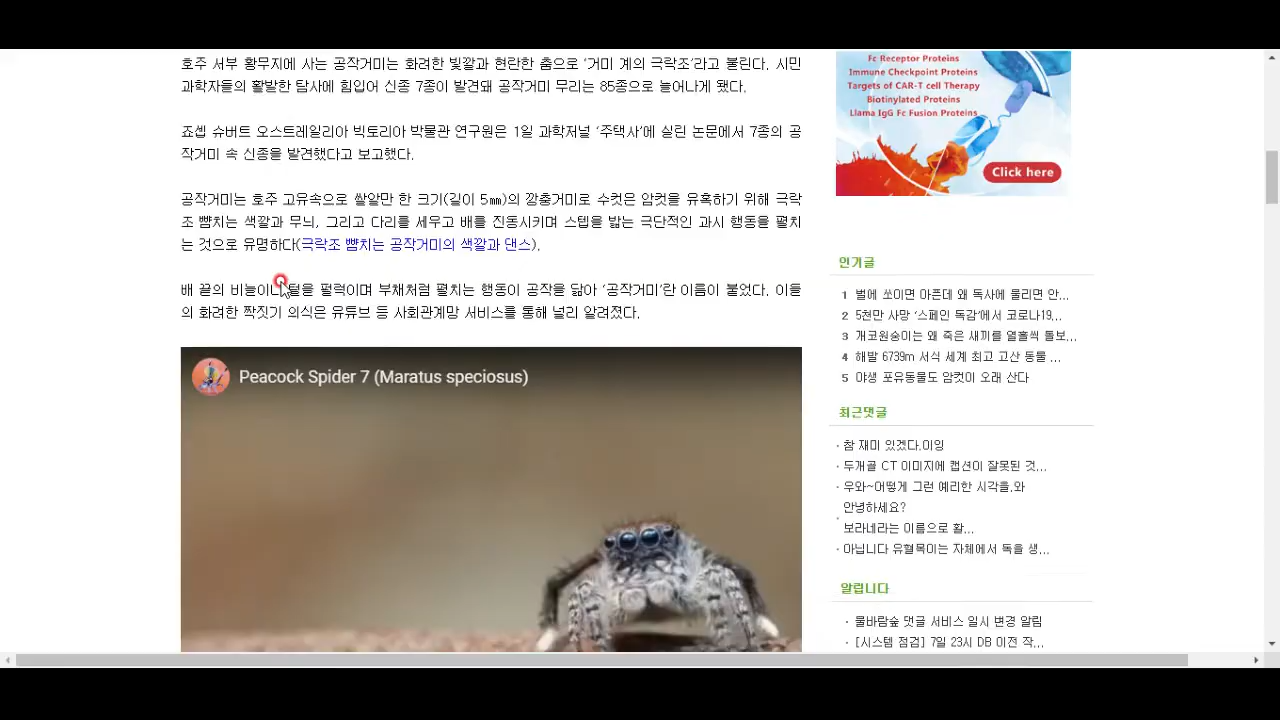 호주 서부 황무지에 사는 공작거미는 화려한 빛깔과 현란한 춤으로 '거미 계의 극락조'라고 불린다. 시민
과학자들의 활발한 탐사에 힘입어 신종 7종이 발견돼 공작거미 무리는 85종으로 늘어나게 됐다.
죠셉 슈버트 오스트레일리아 빅토리아 박물관 연구원은 1일 과학저널 '주택사'에 실린 논문에서 7종의 공
작거미 속 신종을 발견했다고 보고했다.
공작거미는 호주 고유속으로 쌀알만 한 크기(길이 5㎜)의 깡충거미로 수컷은 암컷을 유혹하기 위해 극락
조 뺨치는 색깔과 무늬, 그리고 다리를 세우고 배를 진동시키며 스텝을 밟는 극단적인 과시 행동을 펼치
는 것으로 유명하다(극락조 뺨치는 공작거미의 색깔과 댄스).
배 끝의 비늘이나 털을 펄럭이며 부채처럼 펼치는 행동이 공작을 닮아 '공작거미'란 이름이 붙었다. 이들
의 화려한 짝짓기 의식은 유튜브 등 사회관계망 서비스를 통해 널리 알려졌다.
Peacock Spider 7 (Maratus speciosus)
Fc Receptor Proteins
Immune Checkpoint Proteins
Targets of CAR-T cell Therapy
Biotinylated Proteins
Llama IgG Fc Fusion Proteins
Click here
인기글
1 벌에 쏘이면 아픈데 왜 독사에 물리면 안...
2 5천만 사망 '스페인 독감'에서 코로나19,..
3 개코원숭이는 왜 죽은 새끼를 열흘씩 돌보...
4 해발 6739m 서식 세계 최고 고산 동물 ...
5 야생 포유동물도 암컷이 오래 산다
최근댓글
· 참 재미 있겠다.이잉
· 두개골 CT 이미지에 캡션이 잘못된 것...
· 우와~어떻게 그런 예리한 시각을.와
안녕하세요?
· 보라네라는 이름으로 활...
· 아닙니다 유혈목이는 자체에서 독을 생...
알립니다
· 물바람숲 댓글 서비스 일시 변경 알림
· [시스템 점검] 7일 23시 DB 이전 작...